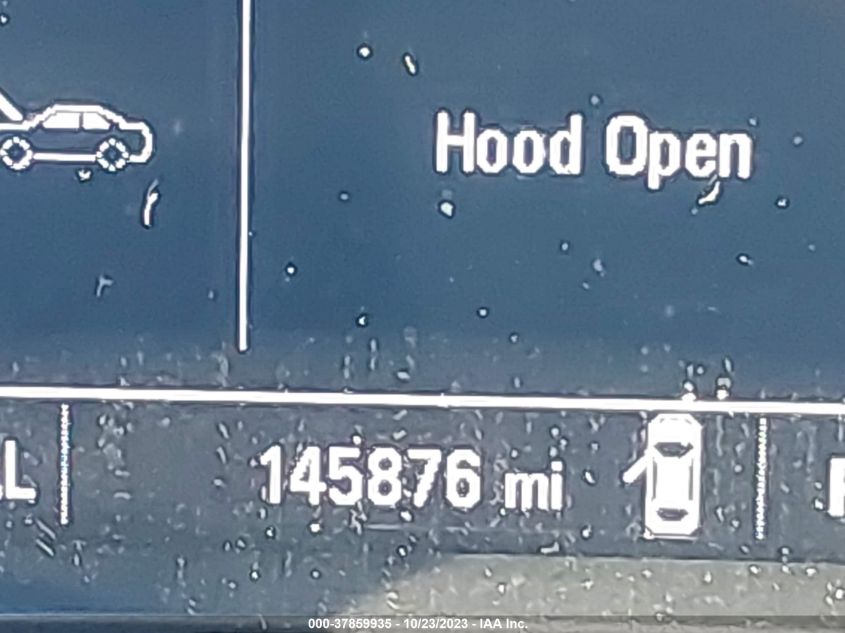 Hood Open
145876 mi
000-37859935 - 10/23/2023 - IAA Inc.